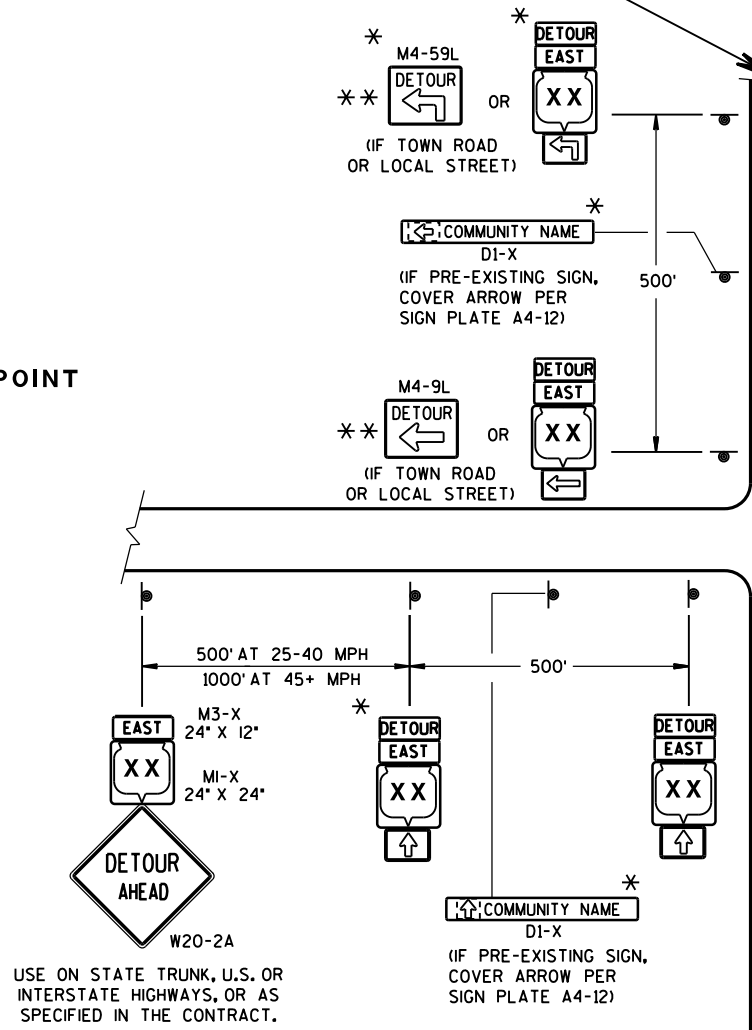 DETOUR
EAST
XX
M4-59L
DETOUR
**
OR
(IF TOWN ROAD
OR LOCAL STREET)
COMMUNITY NAME
D1-X
(IF PRE-EXISTING SIGN,
COVER ARROW PER
SIGN PLATE A4-12)
500'
POINT
DETOUR
EAST
XX
M4-9L
DETOUR
**
OR
(IF TOWN ROAD
OR LOCAL STREET)
500' AT 25-40 MPH
1000' AT 45+ MPH
500'
EAST
M3-X
24" X 12"
XX
M1-X
24" X 24"
DETOUR
AHEAD
W20-2A
USE ON STATE TRUNK, U.S. OR
INTERSTATE HIGHWAYS, OR AS
SPECIFIED IN THE CONTRACT.
*
DETOUR
EAST
XX
DETOUR
EAST
XX
*
COMMUNITY NAME
D1-X
(IF PRE-EXISTING SIGN,
COVER ARROW PER
SIGN PLATE A4-12)